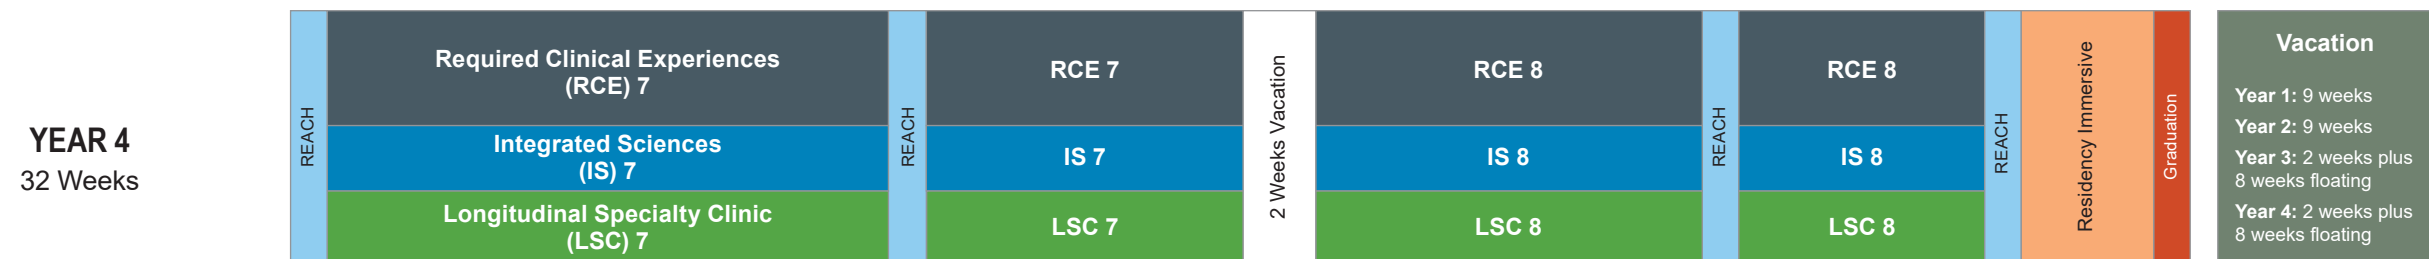 YEAR 4
32 Weeks
REACH
Required Clinical Experiences
(RCE) 7
Integrated Sciences
(IS) 7
Longitudinal Specialty Clinic
(LSC) 7
REACH
RCE 7
IS 7
LSC 7
2 Weeks Vacation
RCE 8
IS 8
LSC 8
REACH
RCE 8
IS 8
LSC 8
REACH
Residency Immersive
Graduation
Vacation
Year 1: 9 weeks
Year 2: 9 weeks
Year 3: 2 weeks plus
8 weeks floating
Year 4: 2 weeks plus
8 weeks floating